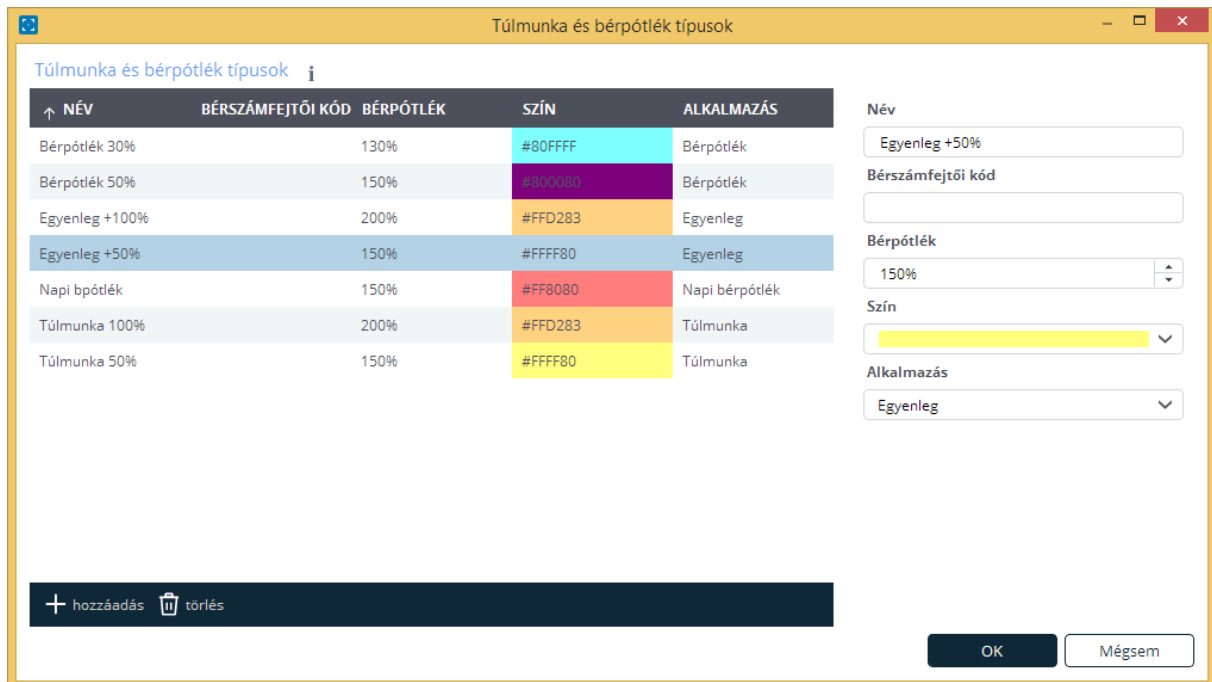 Túlmunka és bérpótlék típusok
Túlmunka és bérpótlék típusok i
NÉV BÉRSZÁMFEJTŐI KÓD BÉRPÓTLÉK SZÍN ALKALMAZÁS
Bérpótlék 30% 130% #80FFFF Bérpótlék
Bérpótlék 50% 150% #800080 Bérpótlék
Egyenleg +100% 200% #FFD283 Egyenleg
Egyenleg +50% 150% #FFFF80 Egyenleg
Napi bpótlék 150% #FF8080 Napi bérpótlék
Túlmunka 100% 200% #FFD283 Túlmunka
Túlmunka 50% 150% #FFFF80 Túlmunka
hozzáadás törlés
Név
Egyenleg +50%
Bérszámfejtői kód
Bérpótlék
150%
Szín
Alkalmazás
Egyenleg
OK Mégsem